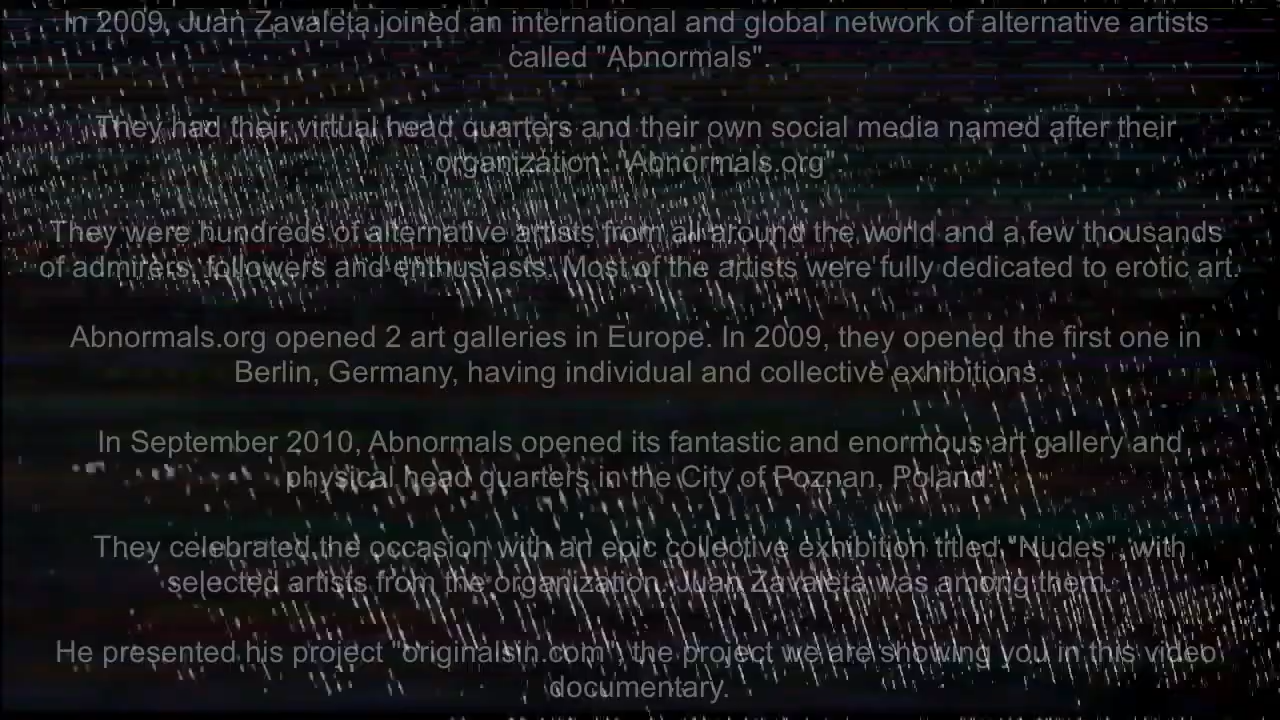 In 2009, Juan Zavaleta joined an international and global network of alternative artists
called "Abnormals".
They had their virtual head quarters and their own social media named after their
organization: "Abnormals.org"
They were hundreds of alternative artists from all around the world and a few thousands
of admirers, followers and enthusiasts. Most of the artists were fully dedicated to erotic art.
Abnormals.org opened 2 art galleries in Europe. In 2009, they opened the first one in
Berlin, Germany, having individual and collective exhibitions.
In September 2010, Abnormals opened its fantastic and enormous art gallery and
physical head quarters in the City of Poznan, Poland.
They celebrated the occasion with an epic collective exhibition titled "Nudes", with
selected artists from the organization. Juan Zavaleta was among them.
He presented his project "originalsin.com", the project we are showing you in this video
documentary.